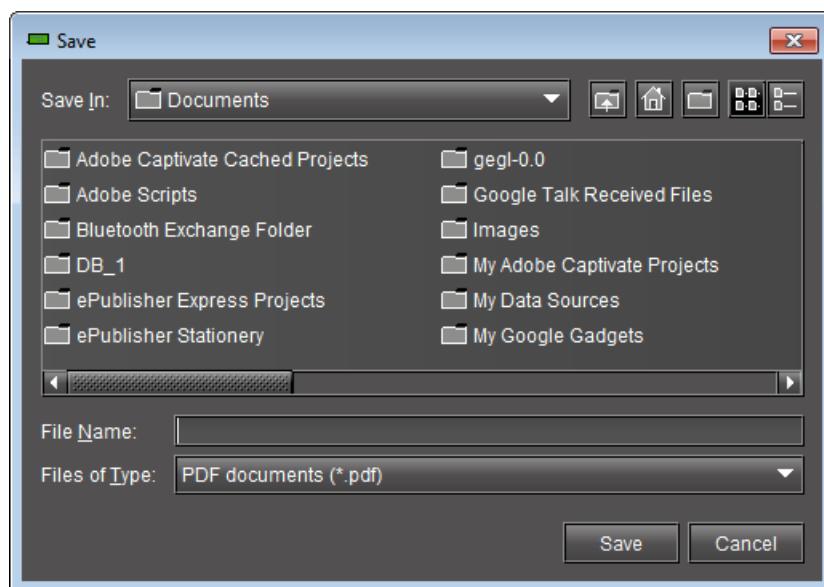 Save
Save In: Documents
Adobe Captivate Cached Projects
Adobe Scripts
Bluetooth Exchange Folder
DB_1
ePublisher Express Projects
ePublisher Stationery
gegl-0.0
Google Talk Received Files
Images
My Adobe Captivate Projects
My Data Sources
My Google Gadgets
File Name:
Files of Type: PDF documents (*.pdf)
Save Cancel